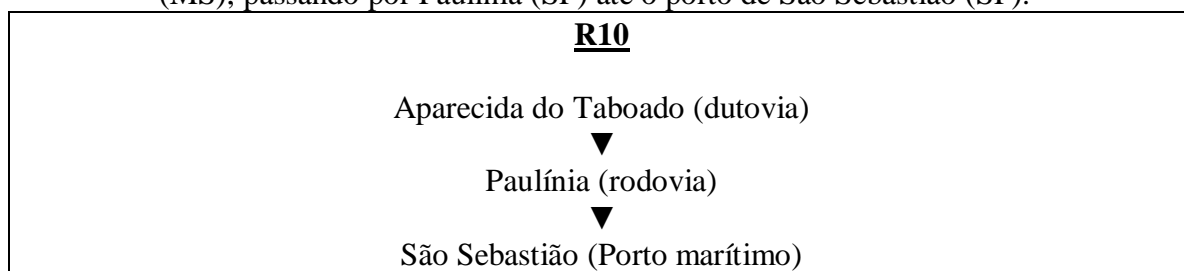 (MS), passando por Paulínia (SP) até o porto de São Sebastião (SP).
R10
Aparecida do Taboado (dutovia)
▼
Paulínia (rodovia)
▼
São Sebastião (Porto marítimo)